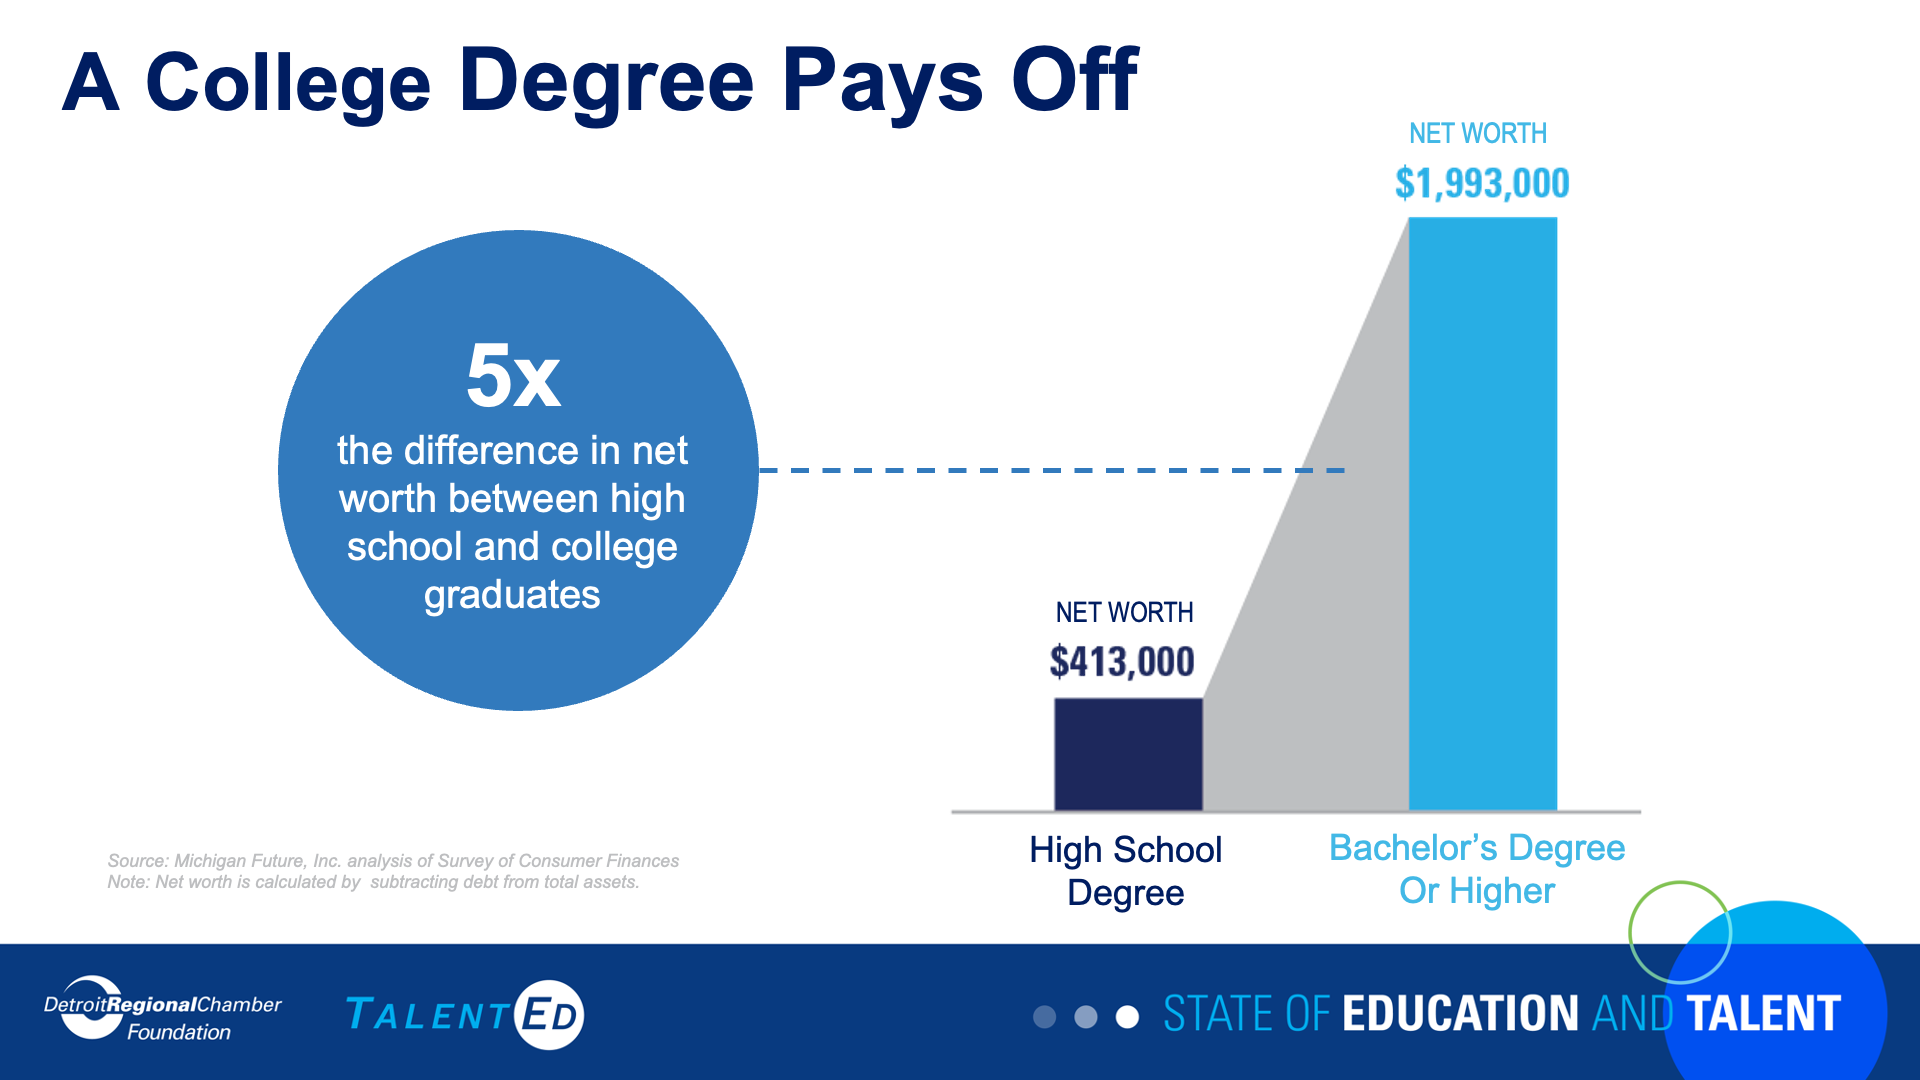 A College Degree Pays Off
NET WORTH
$1,993,000
5x
the difference in net
worth between high
school and college
graduates
NET WORTH
$413,000
High School
Degree
Bachelor’s Degree
Or Higher
Source: Michigan Future, Inc. analysis of Survey of Consumer Finances
Note: Net worth is calculated by  subtracting debt from total assets.
DetroitRegionalChamber
Foundation
TALENTED
STATE OF EDUCATION AND TALENT